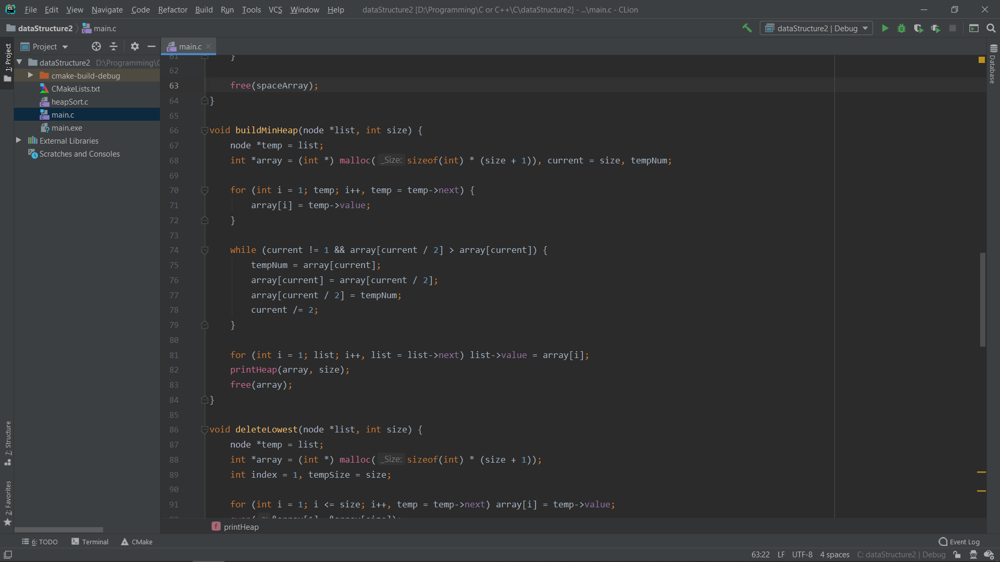 File Edit View Navigate Code Refactor Build Run Tools VCS Window Help dataStructure2 [D:\Programming\C or C++\C\dataStructure2] - ...\main.c - CLion
dataStructure2 main.c dataStructure2 | Debug
1: Project
Project
main.c
dataStructure2 D:\Programming\C
cmake-build-debug
CMakeLists.txt
heapSort.c
main.c
main.exe
External Libraries
Scratches and Consoles
7: Structure
2: Favorites
Database
61 }
62
63 free(spaceArray);
64 }
65
66 void buildMinHeap(node *list, int size) {
67 node *temp = list;
68 int *array = (int *) malloc( _Size: sizeof(int) * (size + 1)), current = size, tempNum;
69
70 for (int i = 1; temp; i++, temp = temp->next) {
71 array[i] = temp->value;
72 }
73
74 while (current != 1 && array[current / 2] > array[current]) {
75 tempNum = array[current];
76 array[current] = array[current / 2];
77 array[current / 2] = tempNum;
78 current /= 2;
79 }
80
81 for (int i = 1; list; i++, list = list->next) list->value = array[i];
82 printHeap(array, size);
83 free(array);
84 }
85
86 void deleteLowest(node *list, int size) {
87 node *temp = list;
88 int *array = (int *) malloc( _Size: sizeof(int) * (size + 1));
89 int index = 1, tempSize = size;
90
91 for (int i = 1; i <= size; i++, temp = temp->next) array[i] = temp->value;
f printHeap
6: TODO Terminal CMake Event Log
63:22 LF UTF-8 4 spaces C: dataStructure2 | Debug